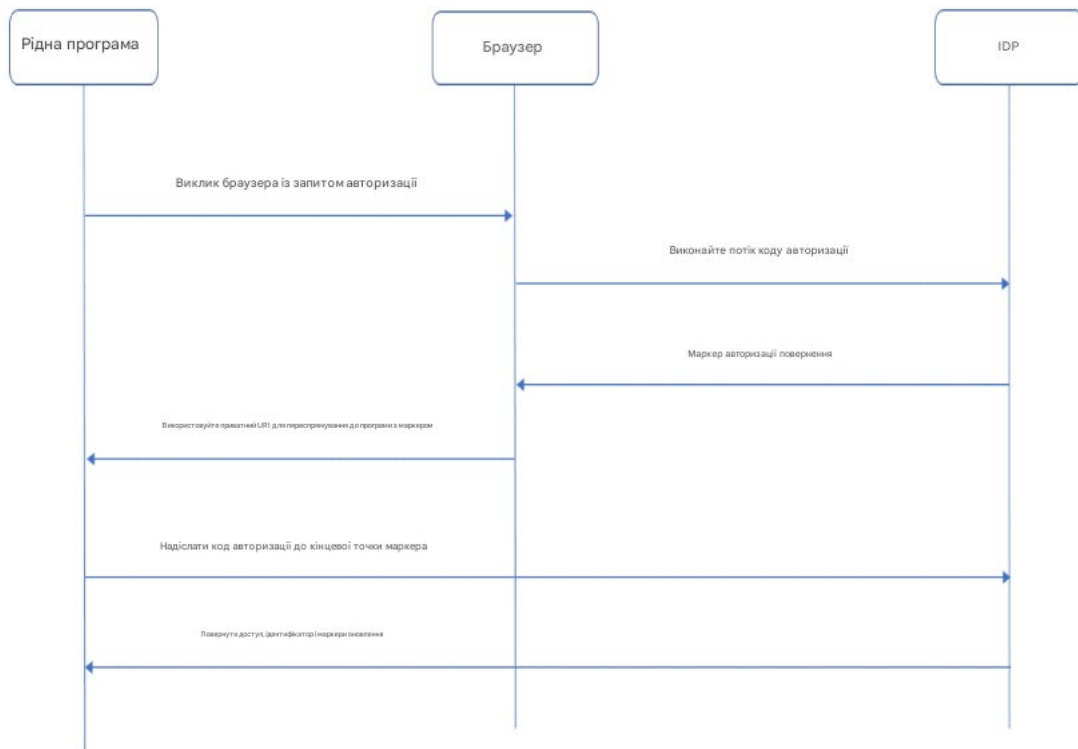 Рідна програма
Браузер
IDP
Виклик браузера із запитом авторизації
Виконайте потік коду авторизації
Маркер авторизації повернення
Використовуйте приватний URI для переспрямування до програми з маркером
Надіслати код авторизації до кінцевої точки маркера
Повернути доступ, ідентифікатор і маркери оновлення